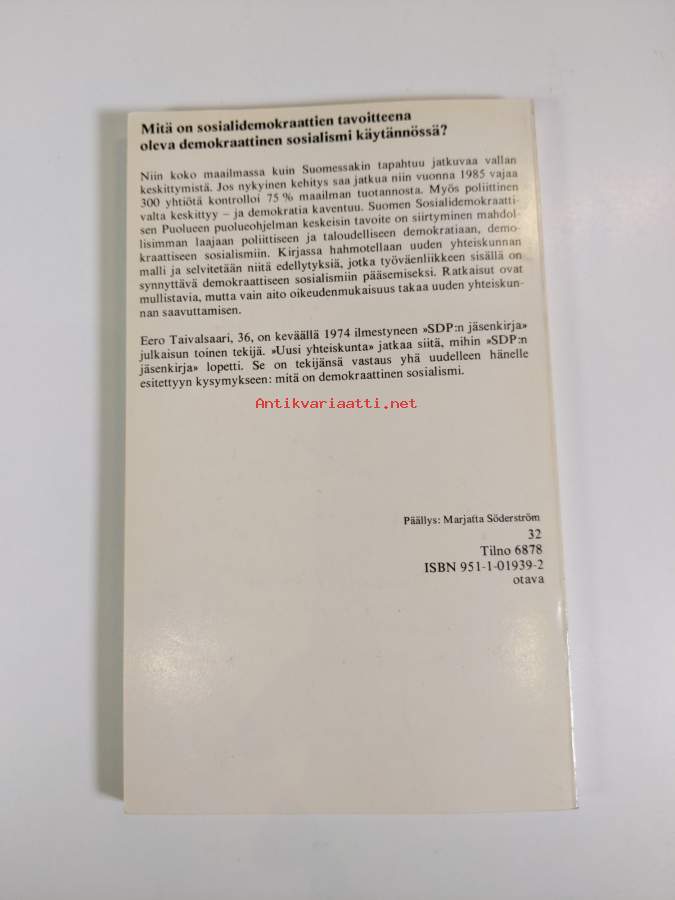 Mitä on sosialidemokraattien tavoitteena
oleva demokraattinen sosialismi käytännössä?
Niin koko maailmassa kuin Suomessakin tapahtuu jatkuvaa vallan
keskittymistä. Jos nykyinen kehitys saa jatkua niin vuonna 1985 vajaa
300 yhtiötä kontrolloi 75 % maailman tuotannosta. Myös poliittinen
valta keskittyy – ja demokratia kaventuu. Suomen Sosialidemokraatti-
sen Puolueen puolueohjelman keskeisin tavoite on siirtyminen mahdol-
lisimman laajaan poliittiseen ja taloudelliseen demokratiaan, demo-
kraattiseen sosialismiin. Kirjassa hahmotellaan uuden yhteiskunnan
malli ja selvitetään niitä edellytyksiä, jotka työväenliikkeen sisällä on
synnyttävä demokraattiseen sosialismiin pääsemiseksi. Ratkaisut ovat
mullistavia, mutta vain aito oikeudenmukaisuus takaa uuden yhteiskun-
nan saavuttamisen.
Eero Taivalsaari, 36, on keväällä 1974 ilmestyneen »SDP:n jäsenkirja»
julkaisun toinen tekijä. »Uusi yhteiskunta» jatkaa siitä, mihin »SDP:n
jäsenkirja» lopetti. Se on tekijänsä vastaus yhä uudelleen hänelle
esitettyyn kysymykseen: mitä on demokraattinen sosialismi.
Antikvariaatti.net
Päällys: Marjatta Söderström
32
Tilno 6878
ISBN 951-1-01939-2
otava